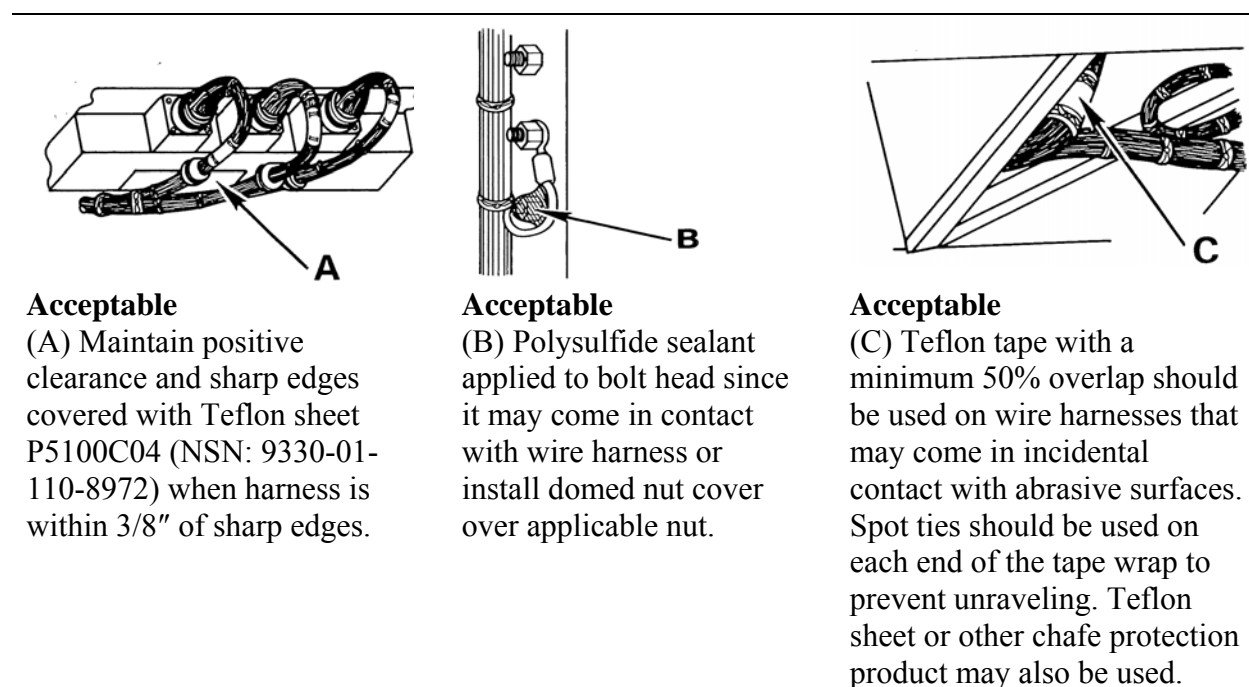 A
B
C
Acceptable
(A) Maintain positive
clearance and sharp edges
covered with Teflon sheet
P5100C04 (NSN: 9330-01-
110-8972) when harness is
within 3/8″ of sharp edges.
Acceptable
(B) Polysulfide sealant
applied to bolt head since
it may come in contact
with wire harness or
install domed nut cover
over applicable nut.
Acceptable
(C) Teflon tape with a
minimum 50% overlap should
be used on wire harnesses that
may come in incidental
contact with abrasive surfaces.
Spot ties should be used on
each end of the tape wrap to
prevent unraveling. Teflon
sheet or other chafe protection
product may also be used.